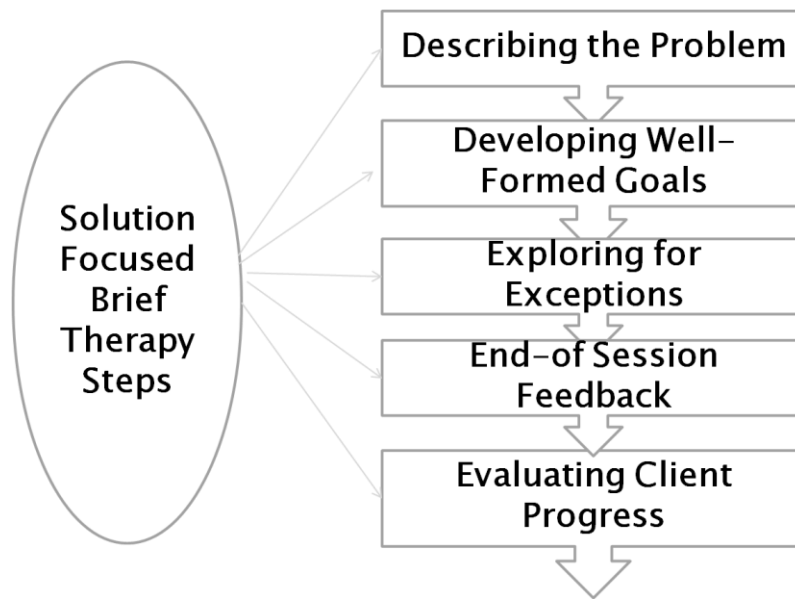 Solution
Focused
Brief
Therapy
Steps
Describing the Problem
Developing Well-
Formed Goals
Exploring for
Exceptions
End-of Session
Feedback
Evaluating Client
Progress